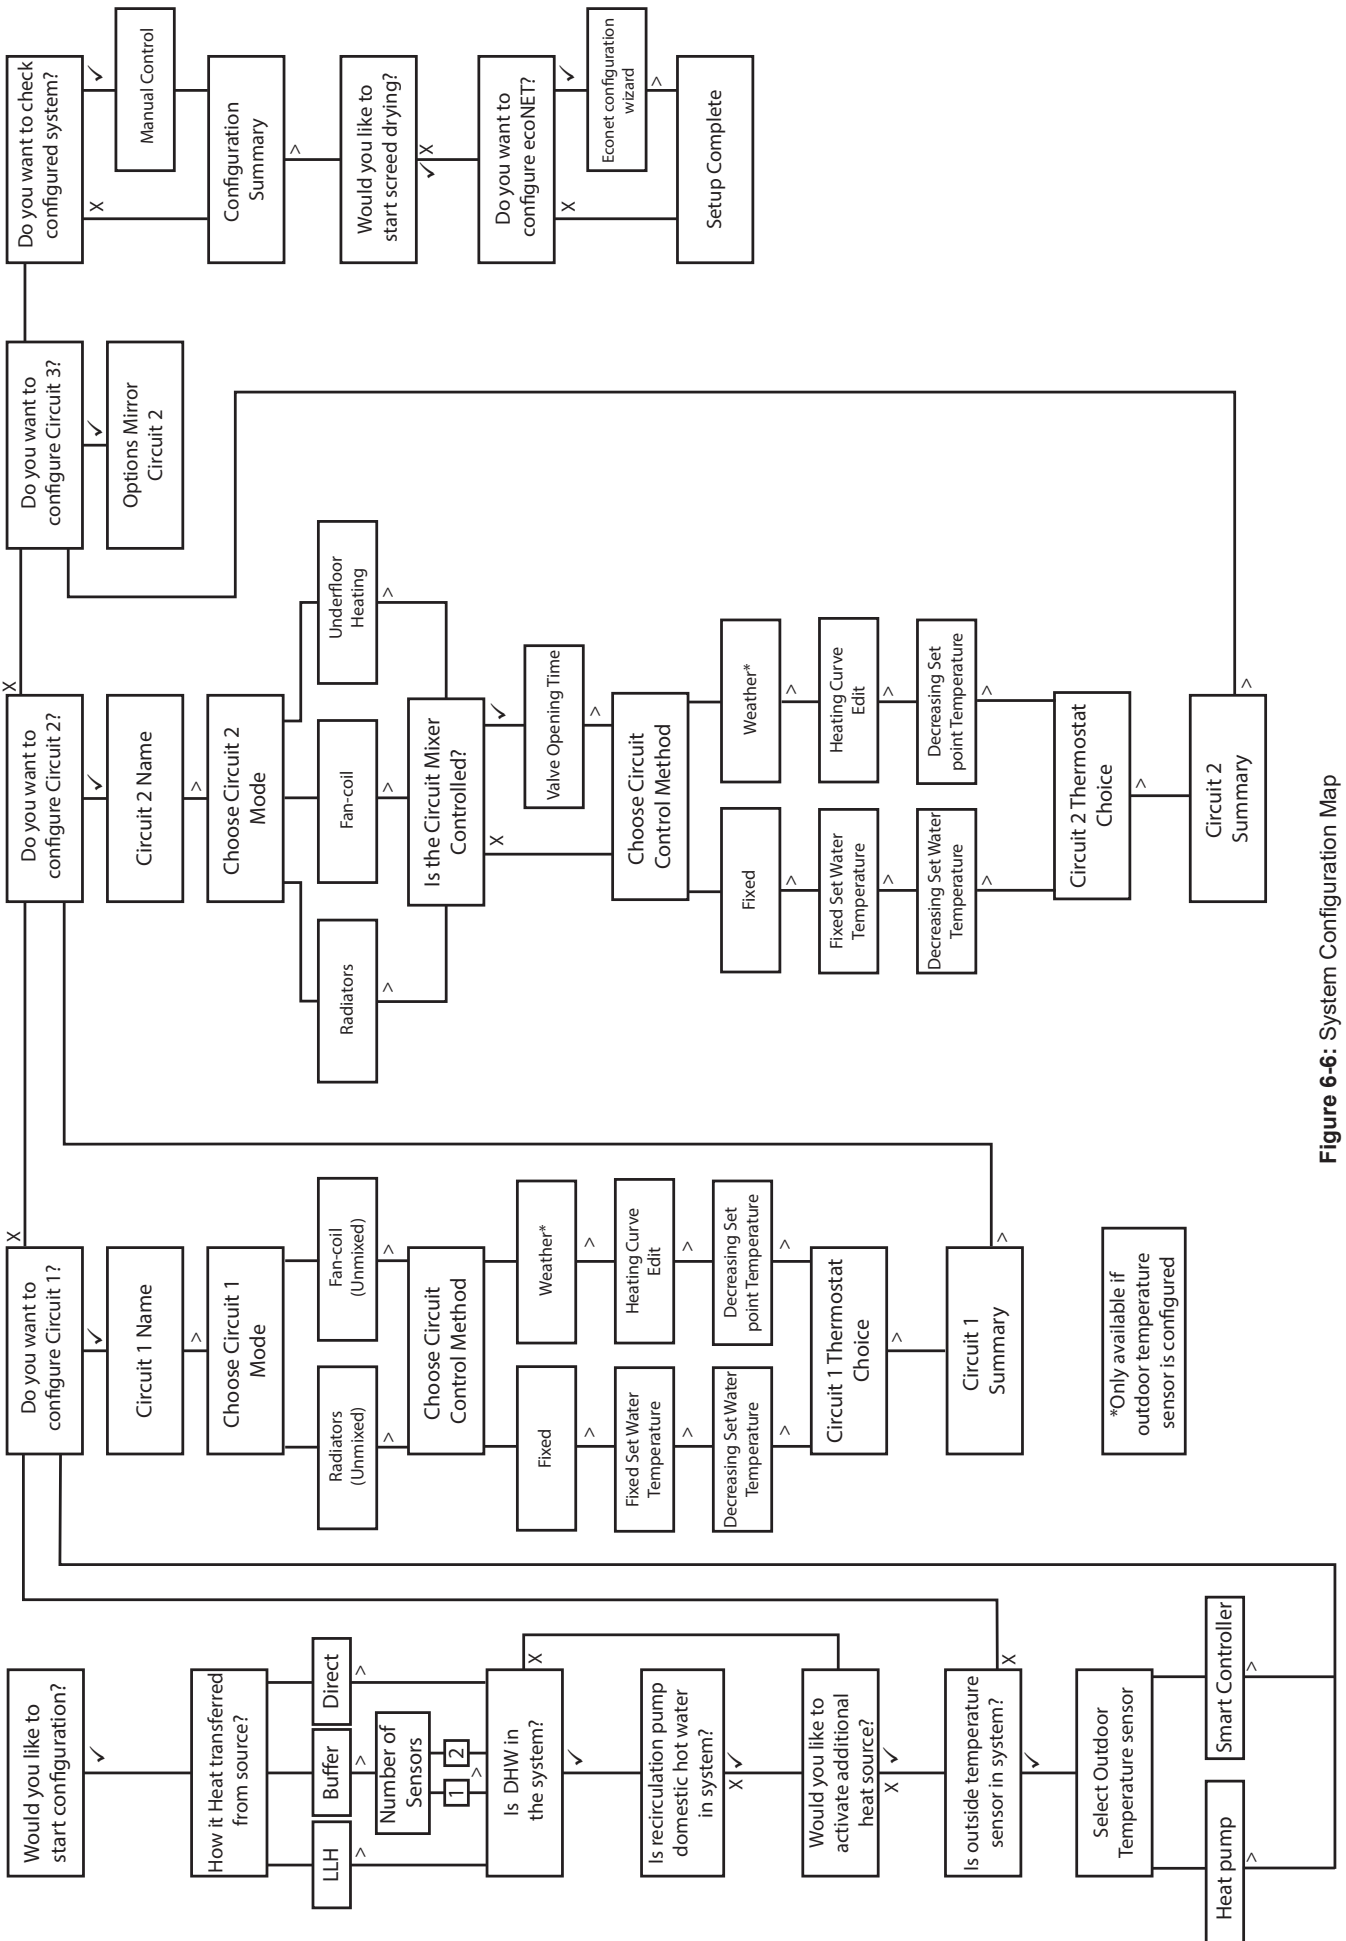 Would you like to
start configuration?
✓
How it Heat transferred
from source?
LLH
>
Buffer
>
Direct
>
Number of
Sensors
1
2
>
Is DHW in
the system?
X
✓
Is recirculation pump
domestic hot water
in system?
X ✓
Would you like to
activate additional
heat source?
X ✓
Is outside temperature
sensor in system?
X
✓
Select Outdoor
Temperature sensor
Heat pump
>
Smart Controller
>
Do you want to
configure Circuit 1?
X
✓
Circuit 1 Name
>
Choose Circuit 1
Mode
Radiators
(Unmixed)
>
Fan-coil
(Unmixed)
>
Choose Circuit
Control Method
Fixed
>
Fixed Set Water
Temperature
>
Decreasing Set Water
Temperature
>
Weather*
>
Heating Curve
Edit
>
Decreasing Set
point Temperature
>
Circuit 1 Thermostat
Choice
>
Circuit 1
Summary
>
*Only available if
outdoor temperature
sensor is configured
Do you want to
configure Circuit 2?
X
✓
Circuit 2 Name
>
Choose Circuit 2
Mode
Radiators
>
Fan-coil
>
Underfloor
Heating
>
Is the Circuit Mixer
Controlled?
X
✓
Valve Opening Time
>
Choose Circuit
Control Method
Fixed
>
Fixed Set Water
Temperature
>
Decreasing Set Water
Temperature
>
Weather*
>
Heating Curve
Edit
>
Decreasing Set
point Temperature
>
Circuit 2 Thermostat
Choice
>
Circuit 2
Summary
>
Do you want to
configure Circuit 3?
✓
Options Mirror
Circuit 2
Do you want to check
configured system?
X
✓
Manual Control
Configuration
Summary
>
Would you like to
start screed drying?
✓ X
Do you want to
configure ecoNET?
X
✓
Econet configuration
wizard
>
Setup Complete
Figure 6-6: System Configuration Map